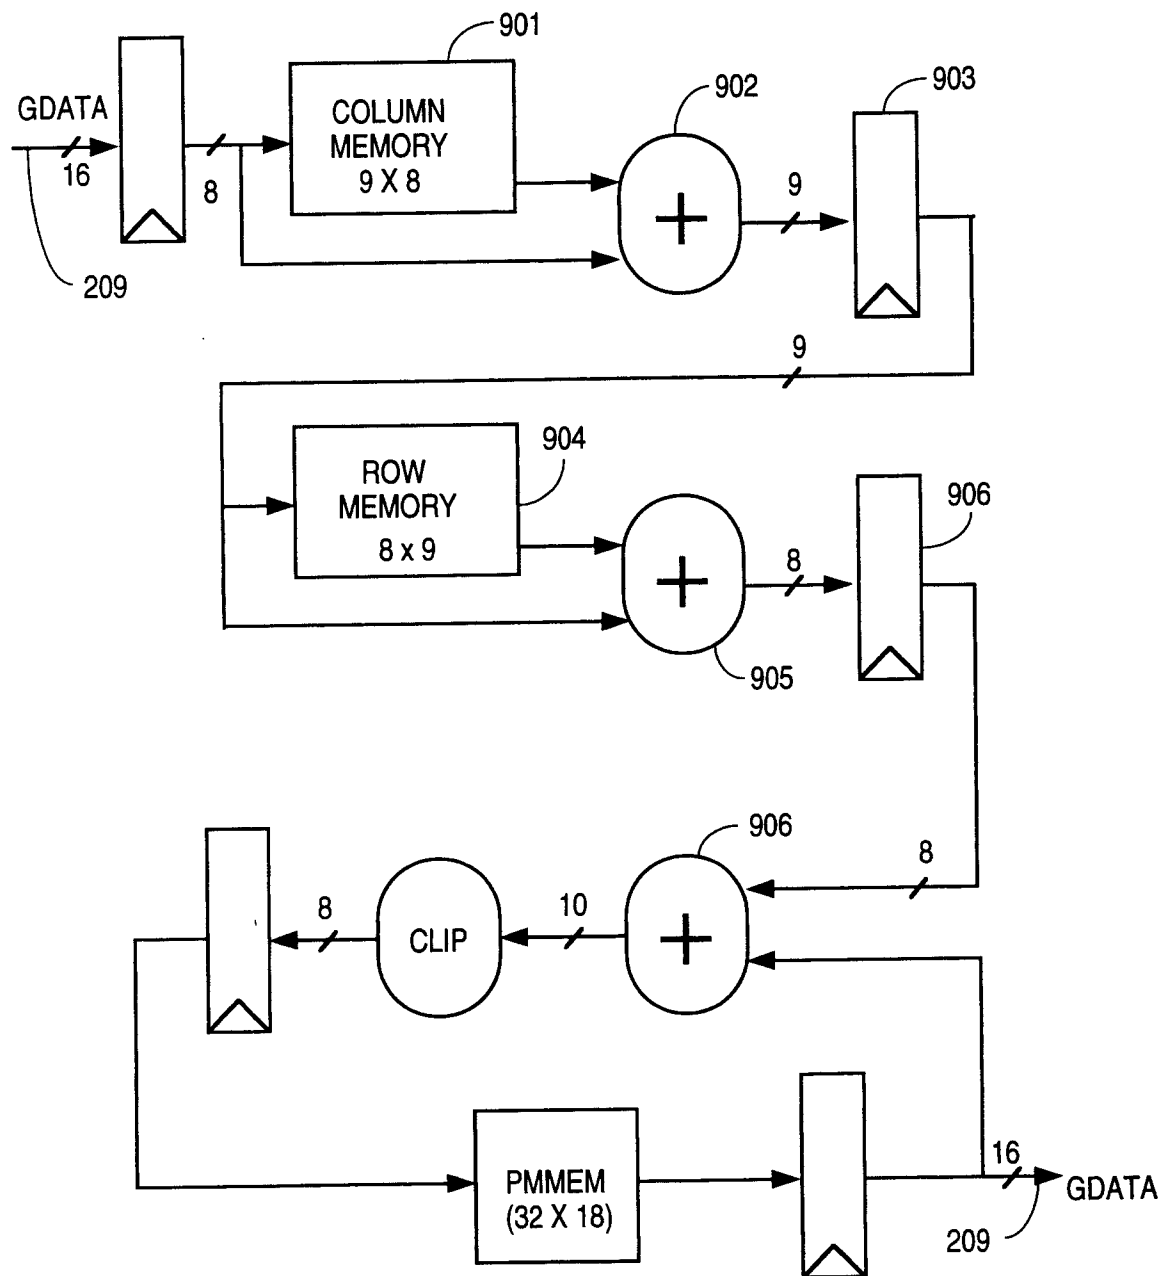 901
GDATA
16
8
209
COLUMN
MEMORY
9 X 8
902
+
9
903
9
ROW
MEMORY
8 x 9
904
+
905
8
906
906
8
+
10
CLIP
8
PMMEM
(32 X 18)
16
GDATA
209